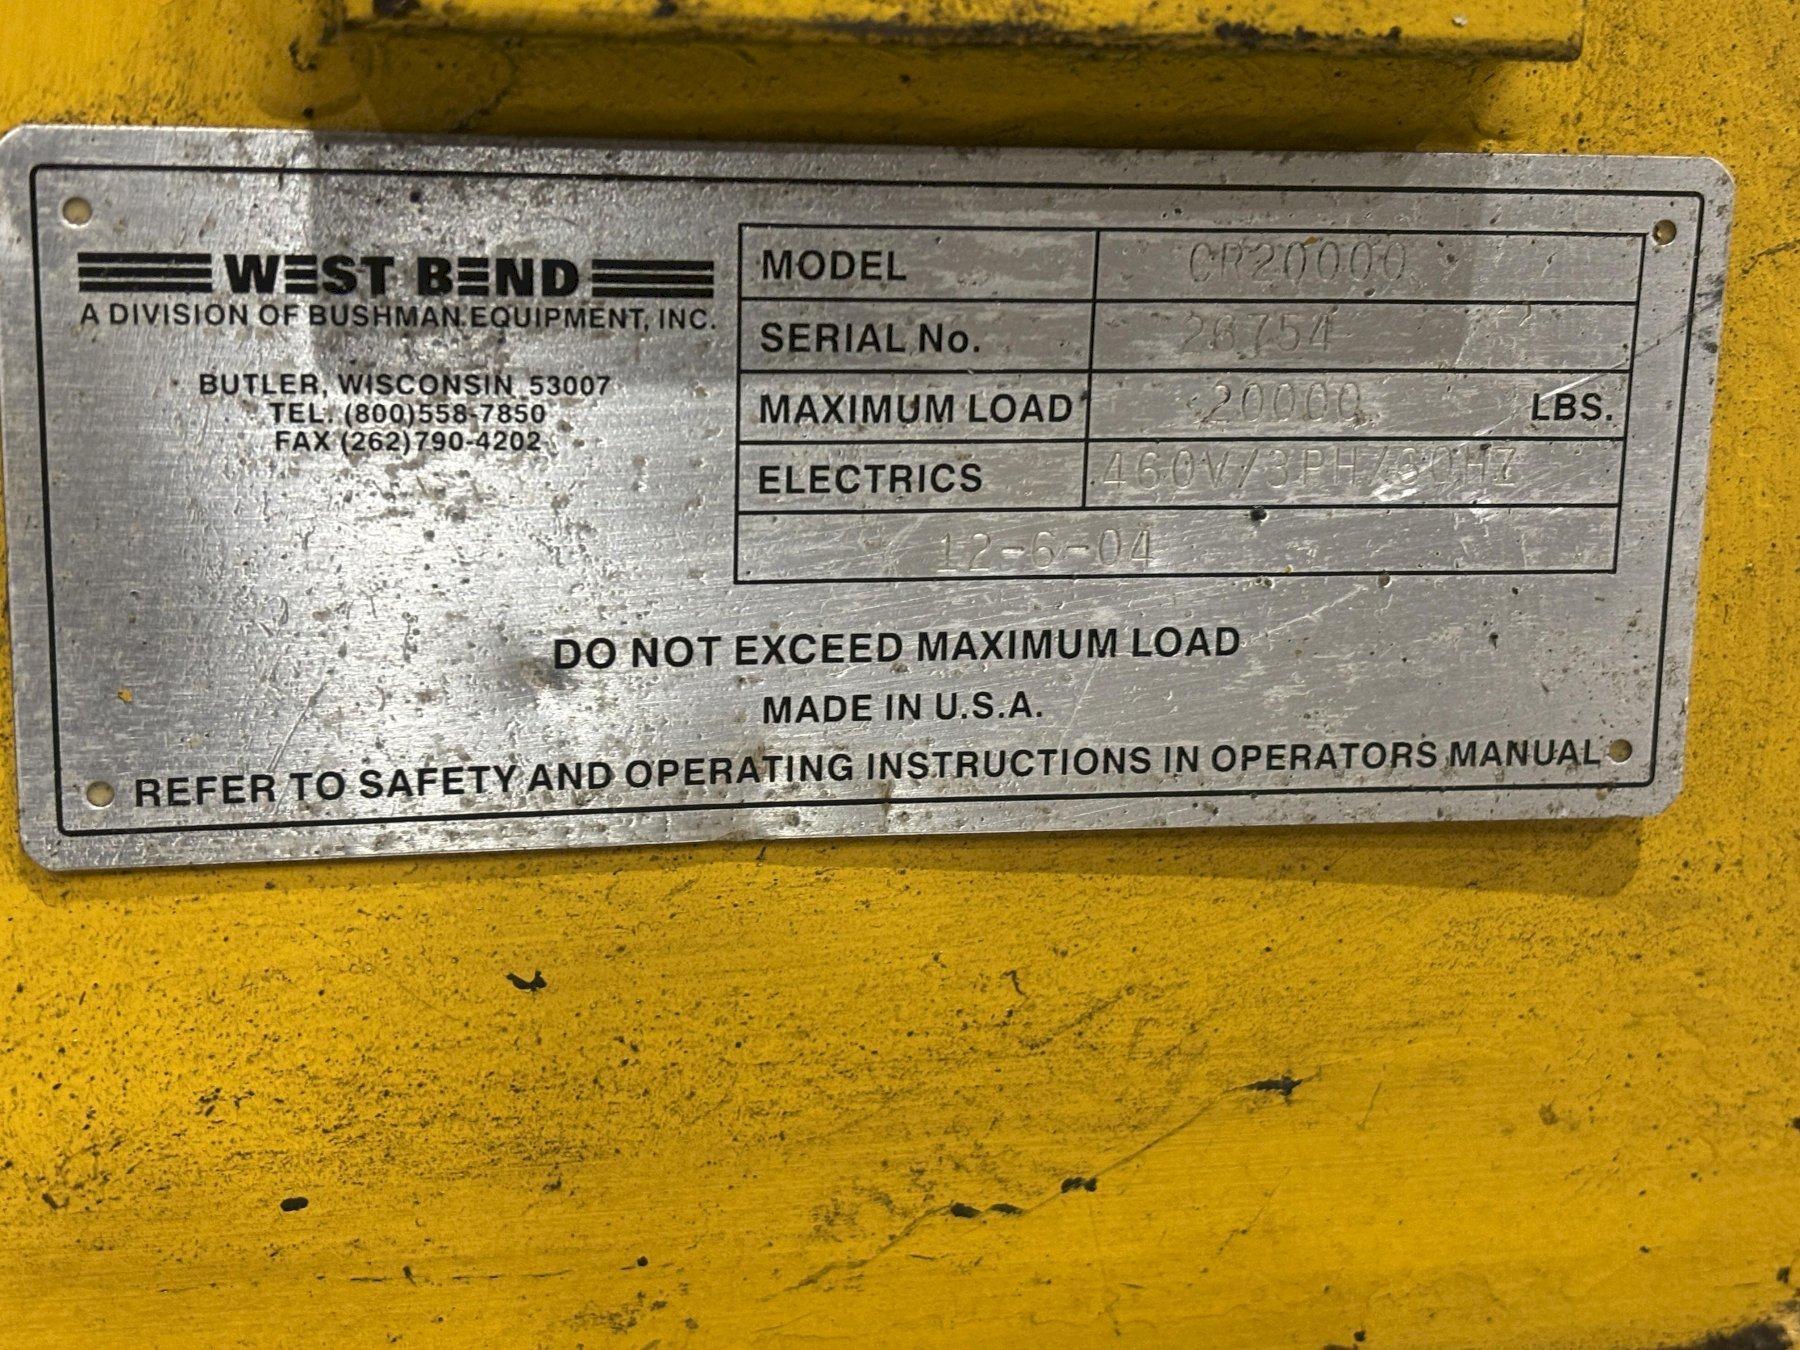 WEST BEND
A DIVISION OF BUSHMAN EQUIPMENT, INC.
BUTLER, WISCONSIN 53007
TEL. (800)558-7850
FAX (262)790-4202
MODEL CR20000
SERIAL No. 26754
MAXIMUM LOAD 20000 LBS.
ELECTRICS 460V/3PH/60HZ
12-6-04
DO NOT EXCEED MAXIMUM LOAD
MADE IN U.S.A.
REFER TO SAFETY AND OPERATING INSTRUCTIONS IN OPERATORS MANUAL